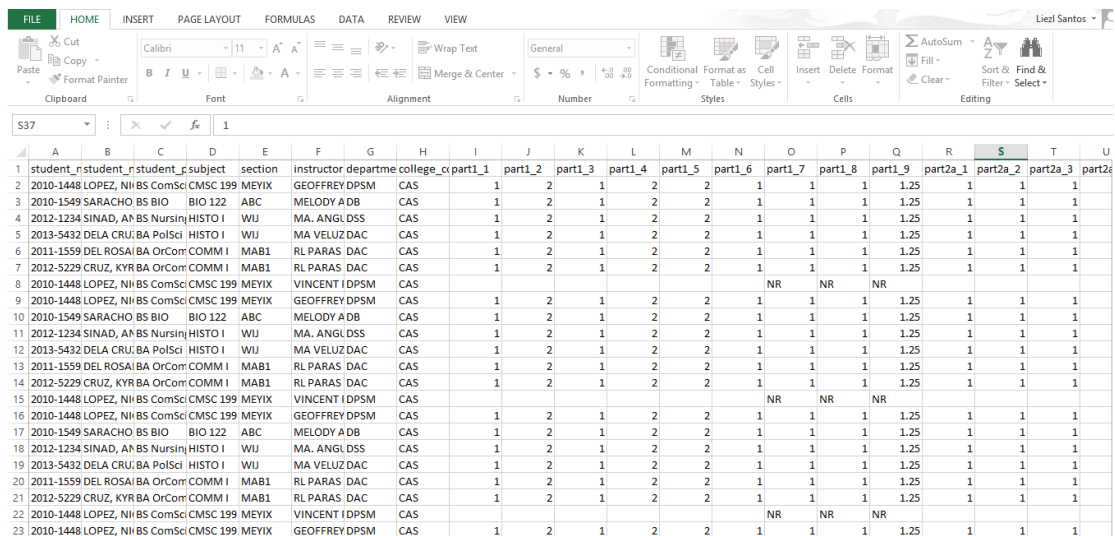 FILE HOME INSERT PAGE LAYOUT FORMULAS DATA REVIEW VIEW Liezl Santos
Cut
Copy
Format Painter
Paste
Clipboard
Calibri 11 A A
B I U A
Font
Wrap Text
Merge & Center
Alignment
General
$ % , .0 .00 .00 .0
Number
Conditional Formatting
Format as Table
Cell Styles
Styles
Insert Delete Format
Cells
AutoSum
Fill
Clear
Sort & Filter
Find & Select
Editing
S37 fx 1
A B C D E F G H I J K L M N O P Q R S T U
1 student_n student_n student_p subject section instructor departme college_co part1_1 part1_2 part1_3 part1_4 part1_5 part1_6 part1_7 part1_8 part1_9 part2a_1 part2a_2 part2a_3 part2a
2 2010-1448 LOPEZ, NI BS ComSc CMSC 199 MEYIX GEOFFREY DPSM CAS 1 2 1 2 2 1 1 1 1.25 1 1 1
3 2010-1549 SARACHO BS BIO BIO 122 ABC MELODY A DB CAS 1 2 1 2 2 1 1 1 1.25 1 1 1
4 2012-1234 SINAD, AN BS Nursin HISTO I WIJ MA. ANGL DSS CAS 1 2 1 2 2 1 1 1 1.25 1 1 1
5 2013-5432 DELA CRU BA PolSci HISTO I WIJ MA VELUZ DAC CAS 1 2 1 2 2 1 1 1 1.25 1 1 1
6 2011-1559 DEL ROSA BA OrCom COMM I MAB1 RL PARAS DAC CAS 1 2 1 2 2 1 1 1 1.25 1 1 1
7 2012-5229 CRUZ, KYR BA OrCom COMM I MAB1 RL PARAS DAC CAS 1 2 1 2 2 1 1 1 1.25 1 1 1
8 2010-1448 LOPEZ, NI BS ComSc CMSC 199 MEYIX VINCENT DPSM CAS NR NR NR
9 2010-1448 LOPEZ, NI BS ComSc CMSC 199 MEYIX GEOFFREY DPSM CAS 1 2 1 2 2 1 1 1 1.25 1 1 1
10 2010-1549 SARACHO BS BIO BIO 122 ABC MELODY A DB CAS 1 2 1 2 2 1 1 1 1.25 1 1 1
11 2012-1234 SINAD, AN BS Nursin HISTO I WIJ MA. ANGL DSS CAS 1 2 1 2 2 1 1 1 1.25 1 1 1
12 2013-5432 DELA CRU BA PolSci HISTO I WIJ MA VELUZ DAC CAS 1 2 1 2 2 1 1 1 1.25 1 1 1
13 2011-1559 DEL ROSA BA OrCom COMM I MAB1 RL PARAS DAC CAS 1 2 1 2 2 1 1 1 1.25 1 1 1
14 2012-5229 CRUZ, KYR BA OrCom COMM I MAB1 RL PARAS DAC CAS 1 2 1 2 2 1 1 1 1.25 1 1 1
15 2010-1448 LOPEZ, NI BS ComSc CMSC 199 MEYIX VINCENT DPSM CAS NR NR NR
16 2010-1448 LOPEZ, NI BS ComSc CMSC 199 MEYIX GEOFFREY DPSM CAS 1 2 1 2 2 1 1 1 1.25 1 1 1
17 2010-1549 SARACHO BS BIO BIO 122 ABC MELODY A DB CAS 1 2 1 2 2 1 1 1 1.25 1 1 1
18 2012-1234 SINAD, AN BS Nursin HISTO I WIJ MA. ANGL DSS CAS 1 2 1 2 2 1 1 1 1.25 1 1 1
19 2013-5432 DELA CRU BA PolSci HISTO I WIJ MA VELUZ DAC CAS 1 2 1 2 2 1 1 1 1.25 1 1 1
20 2011-1559 DEL ROSA BA OrCom COMM I MAB1 RL PARAS DAC CAS 1 2 1 2 2 1 1 1 1.25 1 1 1
21 2012-5229 CRUZ, KYR BA OrCom COMM I MAB1 RL PARAS DAC CAS 1 2 1 2 2 1 1 1 1.25 1 1 1
22 2010-1448 LOPEZ, NI BS ComSc CMSC 199 MEYIX VINCENT DPSM CAS NR NR NR
23 2010-1448 LOPEZ, NI BS ComSc CMSC 199 MEYIX GEOFFREY DPSM CAS 1 2 1 2 2 1 1 1 1.25 1 1 1